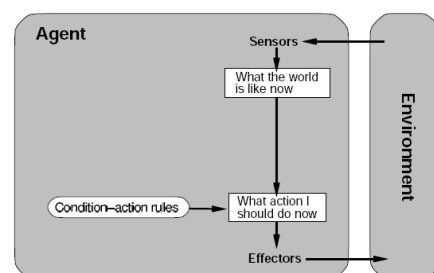 Agent
Sensors
What the world
is like now
Environment
Condition–action rules
What action I
should do now
Effectors